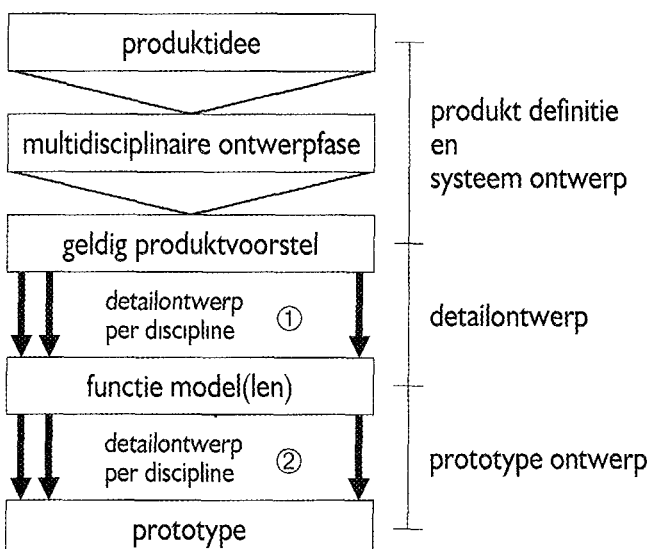 produktidee
multidisciplinaire ontwerpfase
geldig produktvoorstel
detailontwerp
per discipline ①
functie model(len)
detailontwerp
per discipline ②
prototype
produkt definitie
en
systeem ontwerp
detailontwerp
prototype ontwerp